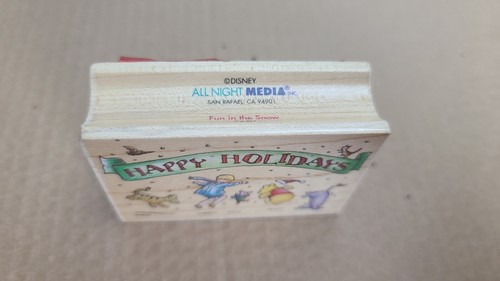 ©DISNEY
ALL NIGHT MEDIA® INC.
SAN RAFAEL, CA 94901
Fun in the Snow
HAPPY HOLIDAYS